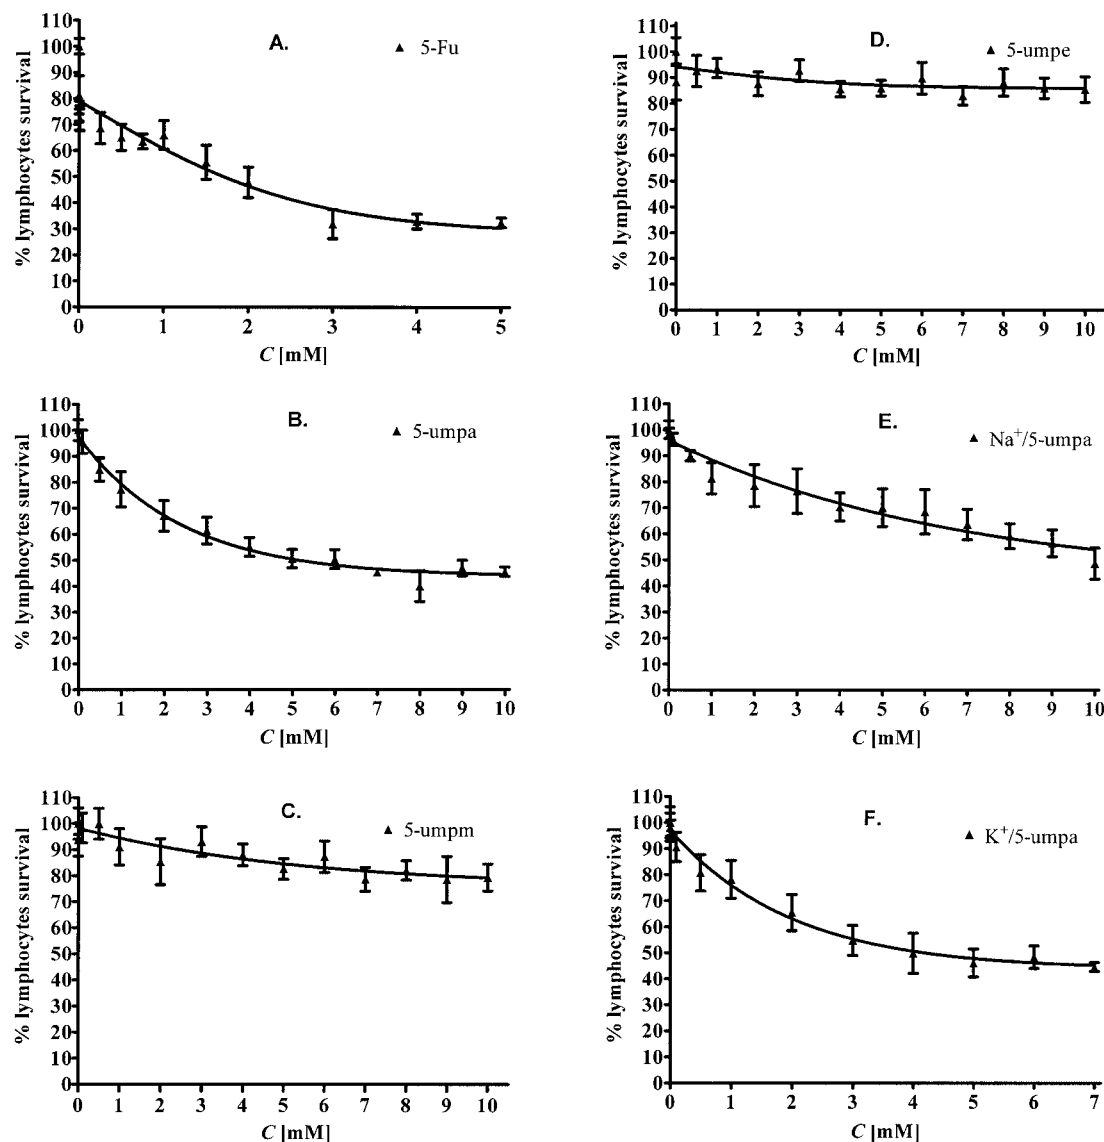 A.
5-Fu
% lymphocytes survival
110
100
90
80
70
60
50
40
30
20
10
0
0 1 2 3 4 5
C [mM]
D.
5-umpe
% lymphocytes survival
110
100
90
80
70
60
50
40
30
20
10
0
0 1 2 3 4 5 6 7 8 9 10
C [mM]
B.
5-umpa
% lymphocytes survival
110
100
90
80
70
60
50
40
30
20
10
0
0 1 2 3 4 5 6 7 8 9 10
C [mM]
E.
Na⁺/5-umpa
% lymphocytes survival
110
100
90
80
70
60
50
40
30
20
10
0
0 1 2 3 4 5 6 7 8 9 10
C [mM]
C.
5-umpm
% lymphocytes survival
110
100
90
80
70
60
50
40
30
20
10
0
0 1 2 3 4 5 6 7 8 9 10
C [mM]
F.
K⁺/5-umpa
% lymphocytes survival
110
100
90
80
70
60
50
40
30
20
10
0
0 1 2 3 4 5 6 7
C [mM]